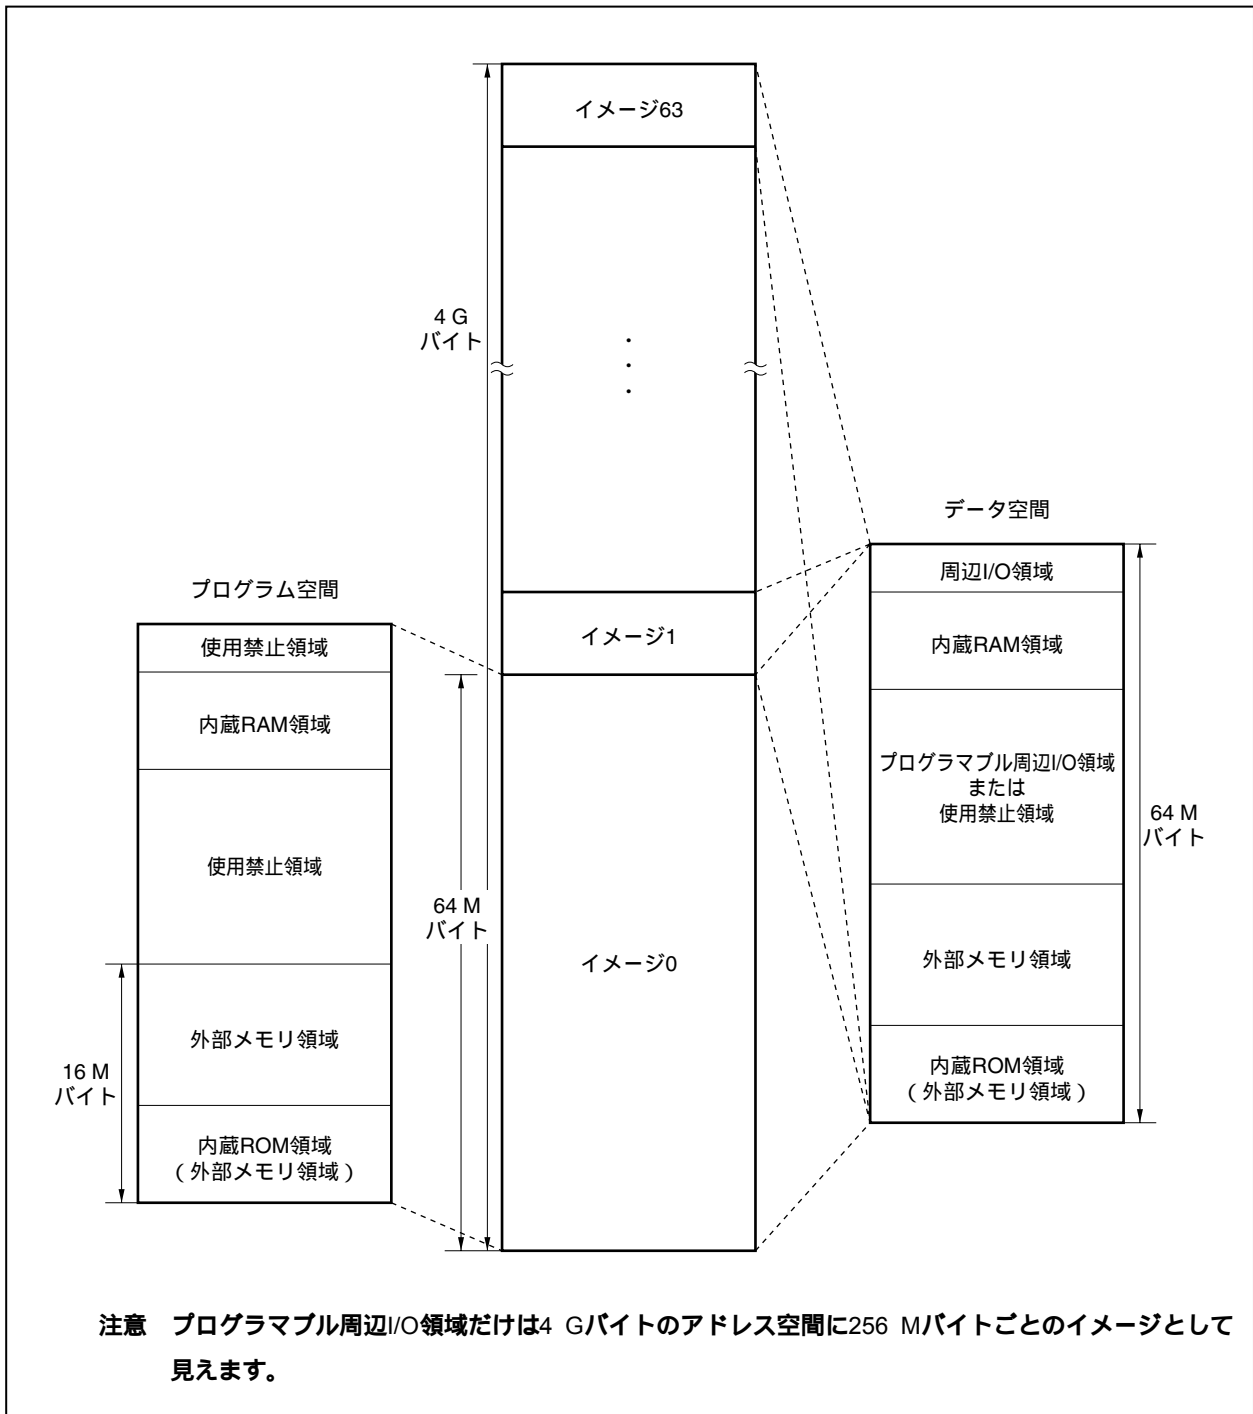 イメージ63
4 G
バイト
データ空間
周辺I/O領域
プログラム空間
イメージ1
使用禁止領域
内蔵RAM領域
内蔵RAM領域
プログラマブル周辺I/O領域
または
使用禁止領域
64 M
バイト
使用禁止領域
64 M
バイト
イメージ0
外部メモリ領域
外部メモリ領域
16 M
バイト
内蔵ROM領域
（外部メモリ領域）
内蔵ROM領域
（外部メモリ領域）
注意 プログラマブル周辺I/O領域だけは4 Gバイトのアドレス空間に256 Mバイトごとのイメージとして
見えます。